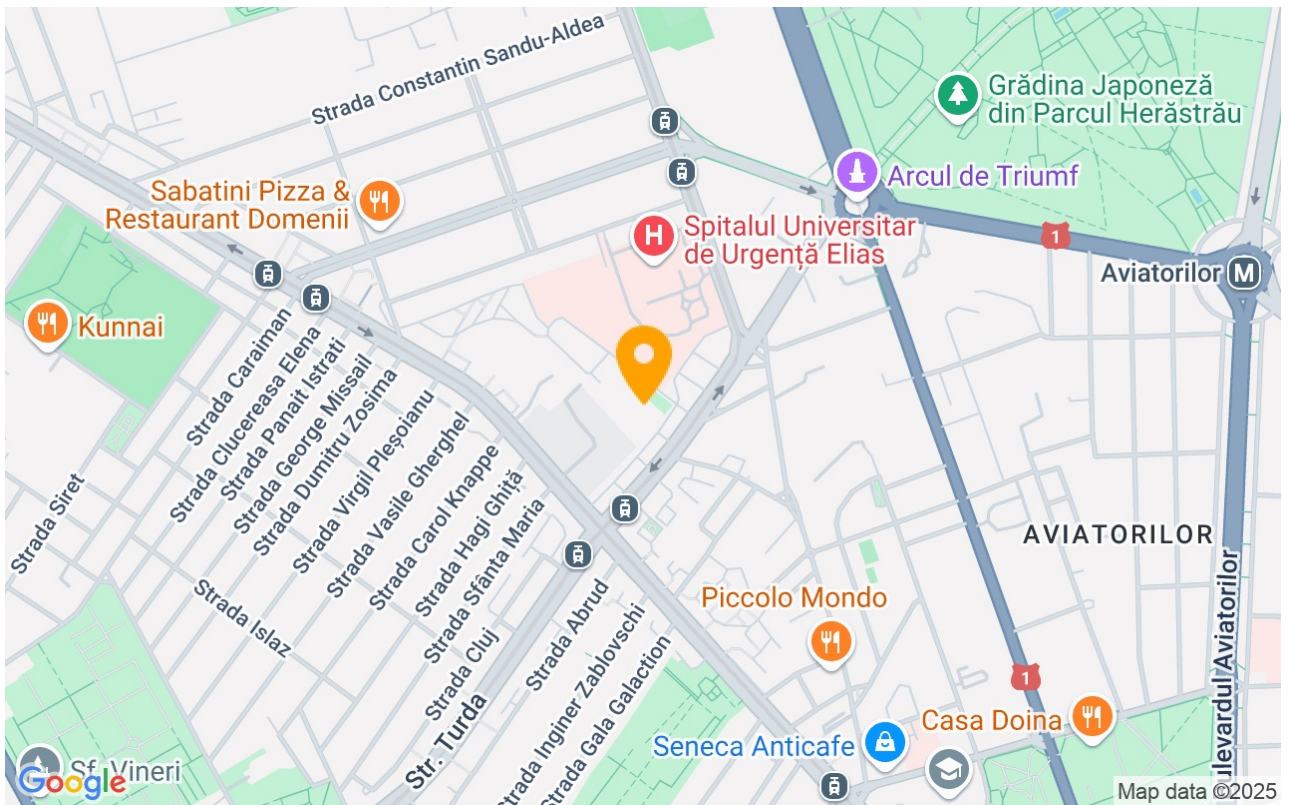 Strada Constantin Sandu-Aldea
Grădina Japoneză
din Parcul Herăstrău
Sabatini Pizza &
Restaurant Domenii
Arcul de Triumf
H
Spitalul Universitar
de Urgență Elias
1
Aviatorilor
M
Kunnai
Strada Caraiman
Strada Clucereasa Elena
Strada Panait Istrati
Strada George Missail
Strada Dumitru Zosima
Strada Virgil Pleșoianu
Strada Vasile Gherghel
Strada Carol Knappe
Strada Hagi Ghiță
Strada Sfânta Maria
Strada Cluj
Strada Siret
Strada Islaz
Str. Turda
Strada Abrud
Strada Inginer Zablovschi
Strada Gala Galaction
AVIATORILOR
Piccolo Mondo
1
Casa Doina
Seneca Anticafe
ulevardul Aviatorilor
Sf. Vineri
Google
Map data ©2025